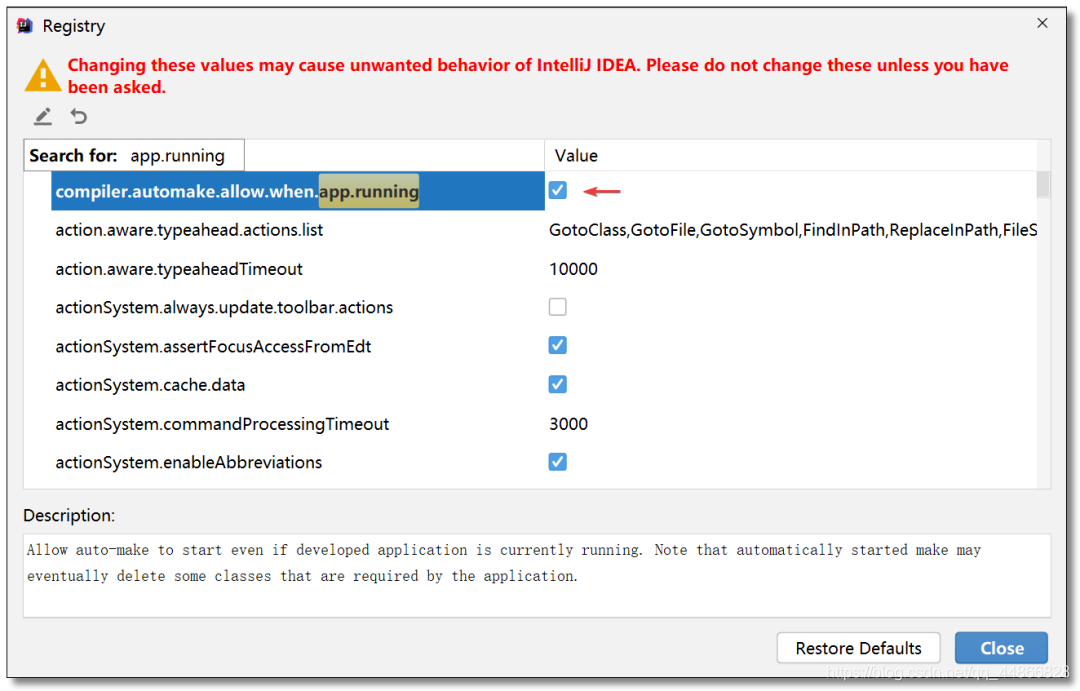 Registry
Changing these values may cause unwanted behavior of IntelliJ IDEA. Please do not change these unless you have
been asked.
Search for: app.running
Value
compiler.automake.allow.when.app.running
action.aware.typeahead.actions.list GotoClass,GotoFile,GotoSymbol,FindInPath,ReplaceInPath,FileS
action.aware.typeaheadTimeout 10000
actionSystem.always.update.toolbar.actions
actionSystem.assertFocusAccessFromEdt
actionSystem.cache.data
actionSystem.commandProcessingTimeout 3000
actionSystem.enableAbbreviations
Description:
Allow auto-make to start even if developed application is currently running. Note that automatically started make may
eventually delete some classes that are required by the application.
Restore Defaults Close
https://blog.csdn.net/qq_44866828